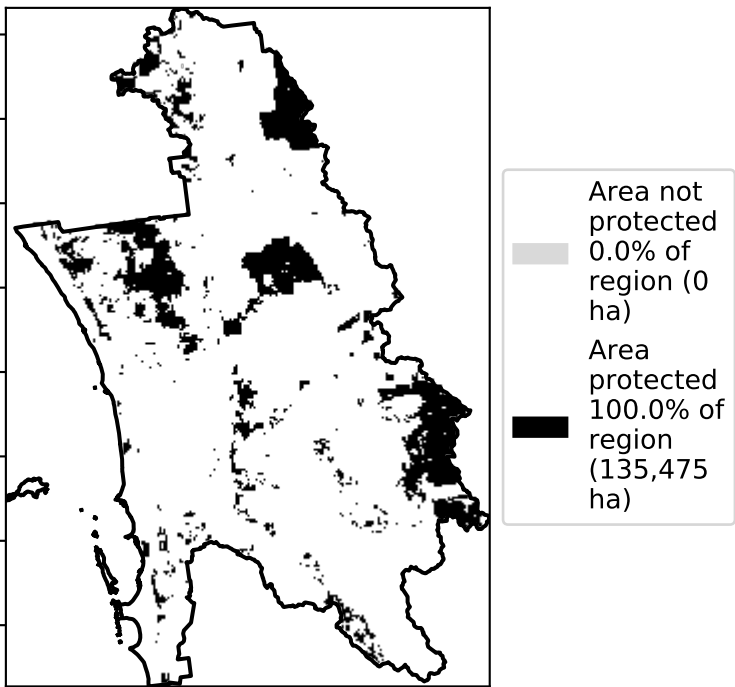 Area not
protected
0.0% of
region (0
ha)
Area
protected
100.0% of
region
(135,475
ha)